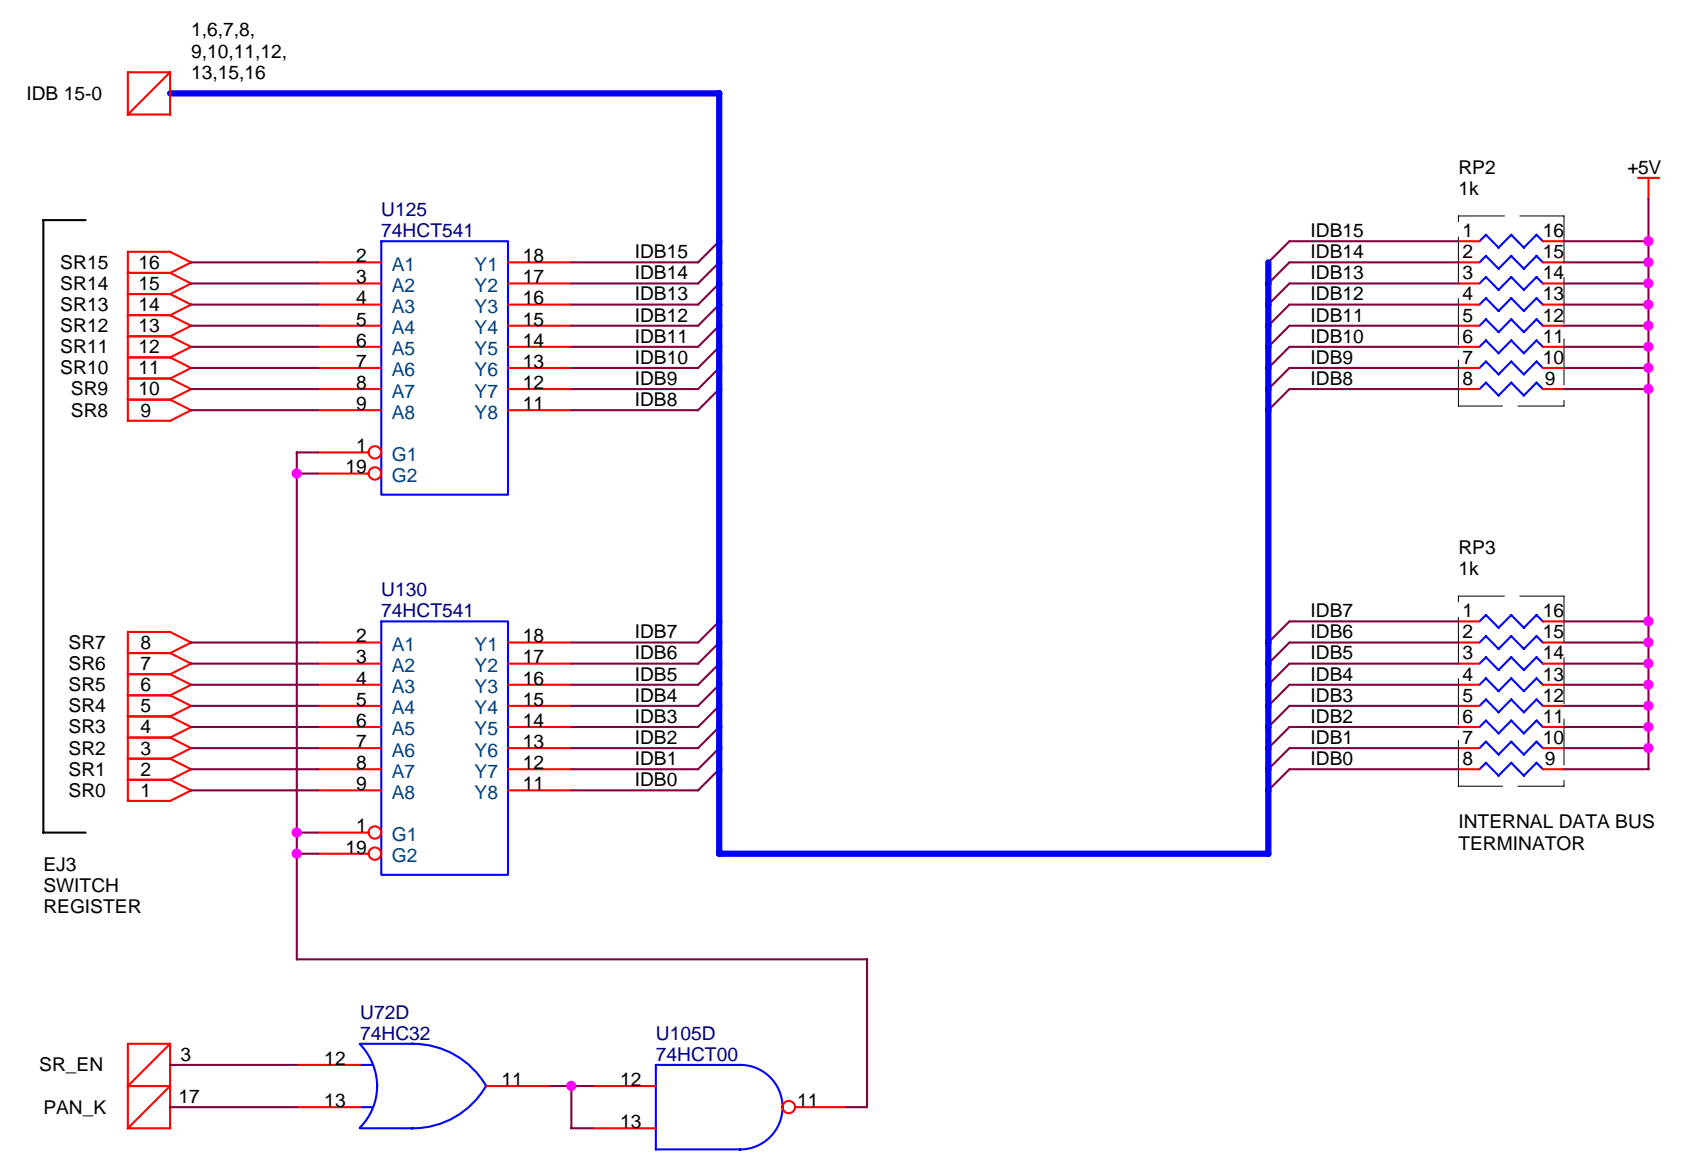 1,6,7,8,
9,10,11,12,
13,15,16
IDB 15-0
U125
74HCT541
SR15 16 2 A1 Y1 18 IDB15
SR14 15 3 A2 Y2 17 IDB14
SR13 14 4 A3 Y3 16 IDB13
SR12 13 5 A4 Y4 15 IDB12
SR11 12 6 A5 Y5 14 IDB11
SR10 11 7 A6 Y6 13 IDB10
SR9 10 8 A7 Y7 12 IDB9
SR8 9 9 A8 Y8 11 IDB8
1 G1
19 G2
RP2
1k
+5V
IDB15 1 16
IDB14 2 15
IDB13 3 14
IDB12 4 13
IDB11 5 12
IDB10 6 11
IDB9 7 10
IDB8 8 9
U130
74HCT541
SR7 8 2 A1 Y1 18 IDB7
SR6 7 3 A2 Y2 17 IDB6
SR5 6 4 A3 Y3 16 IDB5
SR4 5 5 A4 Y4 15 IDB4
SR3 4 6 A5 Y5 14 IDB3
SR2 3 7 A6 Y6 13 IDB2
SR1 2 8 A7 Y7 12 IDB1
SR0 1 9 A8 Y8 11 IDB0
1 G1
19 G2
RP3
1k
IDB7 1 16
IDB6 2 15
IDB5 3 14
IDB4 4 13
IDB3 5 12
IDB2 6 11
IDB1 7 10
IDB0 8 9
INTERNAL DATA BUS
TERMINATOR
EJ3
SWITCH
REGISTER
U72D
74HC32
U105D
74HCT00
SR_EN 3 12
PAN_K 17 13
11 12
13
11